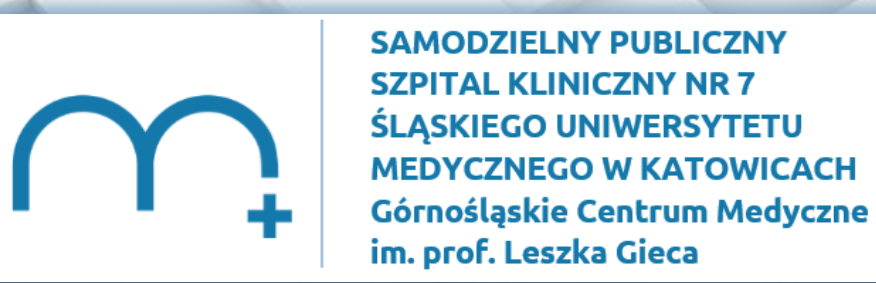 SAMODZIELNY PUBLICZNY
SZPITAL KLINICZNY NR 7
ŚLĄSKIEGO UNIWERSYTETU
MEDYCZNEGO W KATOWICACH
Górnośląskie Centrum Medyczne
im. prof. Leszka Gieca